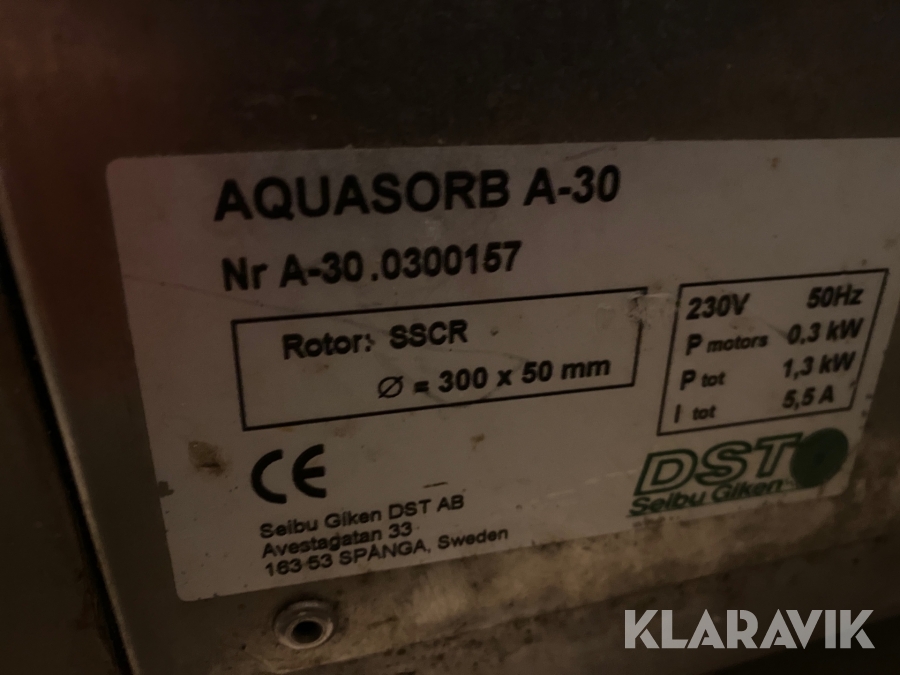 AQUASORB A-30
Nr A-30.0300157
Rotor: SSCR
Ø = 300 x 50 mm
230V 50Hz
P motors 0.3 kW
P tot 1,3 kW
I tot 5,5 A
CE
DST
Seibu Giken
Seibu Giken DST AB
Avestagatan 33
163 53 SPÅNGA, Sweden
KLARAVIK